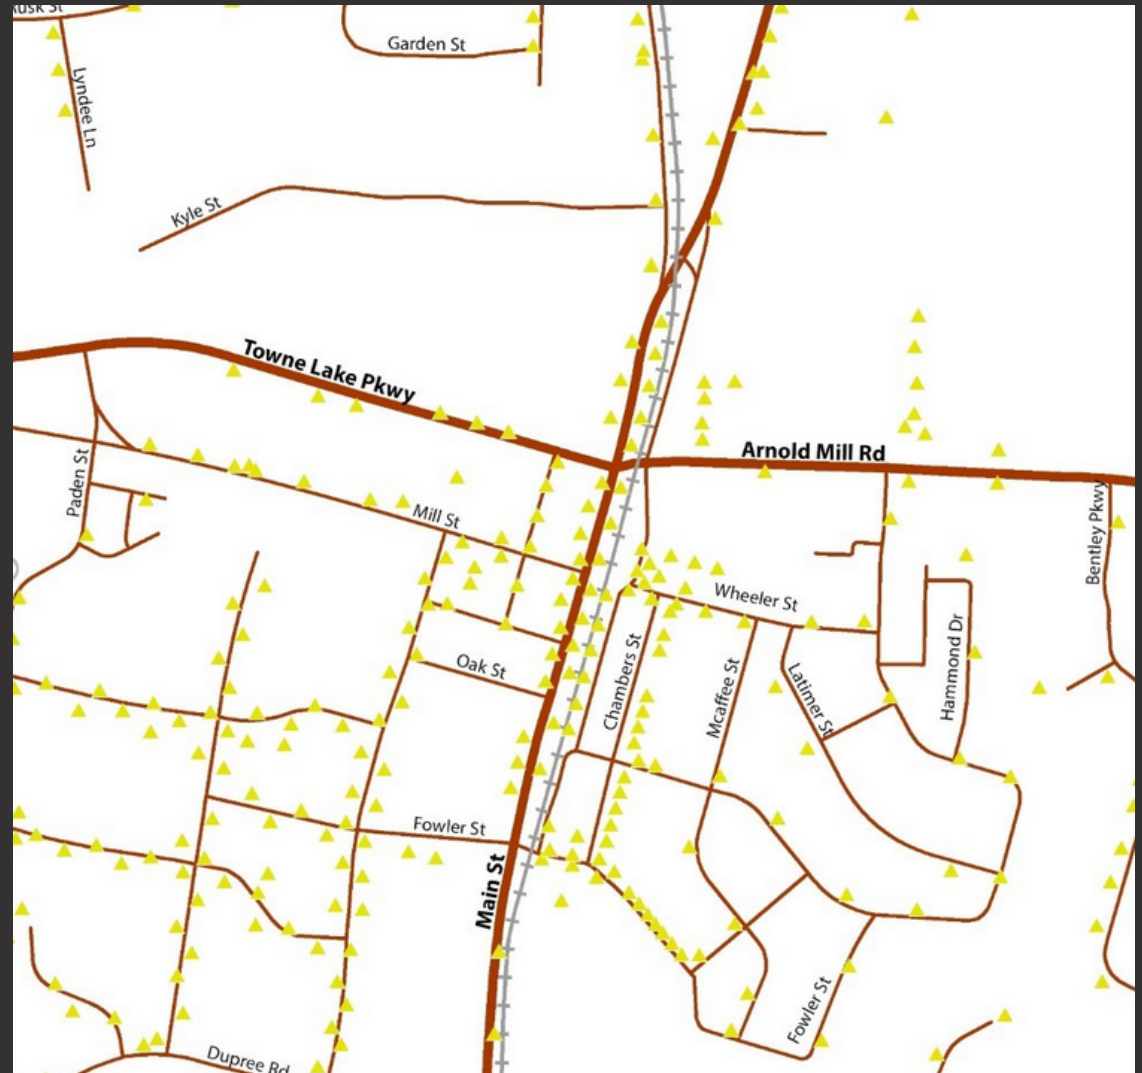 Rusk St
Garden St
Lyndee Ln
Kyle St
Towne Lake Pkwy
Arnold Mill Rd
Paden St
Mill St
Bentley Pkwy
Wheeler St
Hammond Dr
Oak St
Chambers St
Mcaffee St
Latimer St
Fowler St
Main St
Fowler St
Dupree Rd